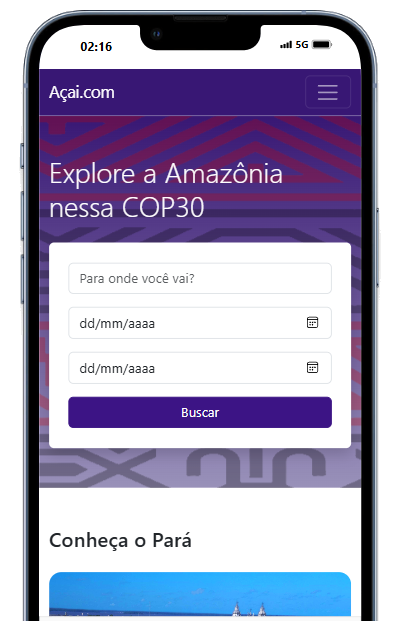 02:16
5G
Açai.com
Explore a Amazônia
nessa COP30
Para onde você vai?
dd/mm/aaaa
dd/mm/aaaa
Buscar
Conheça o Pará